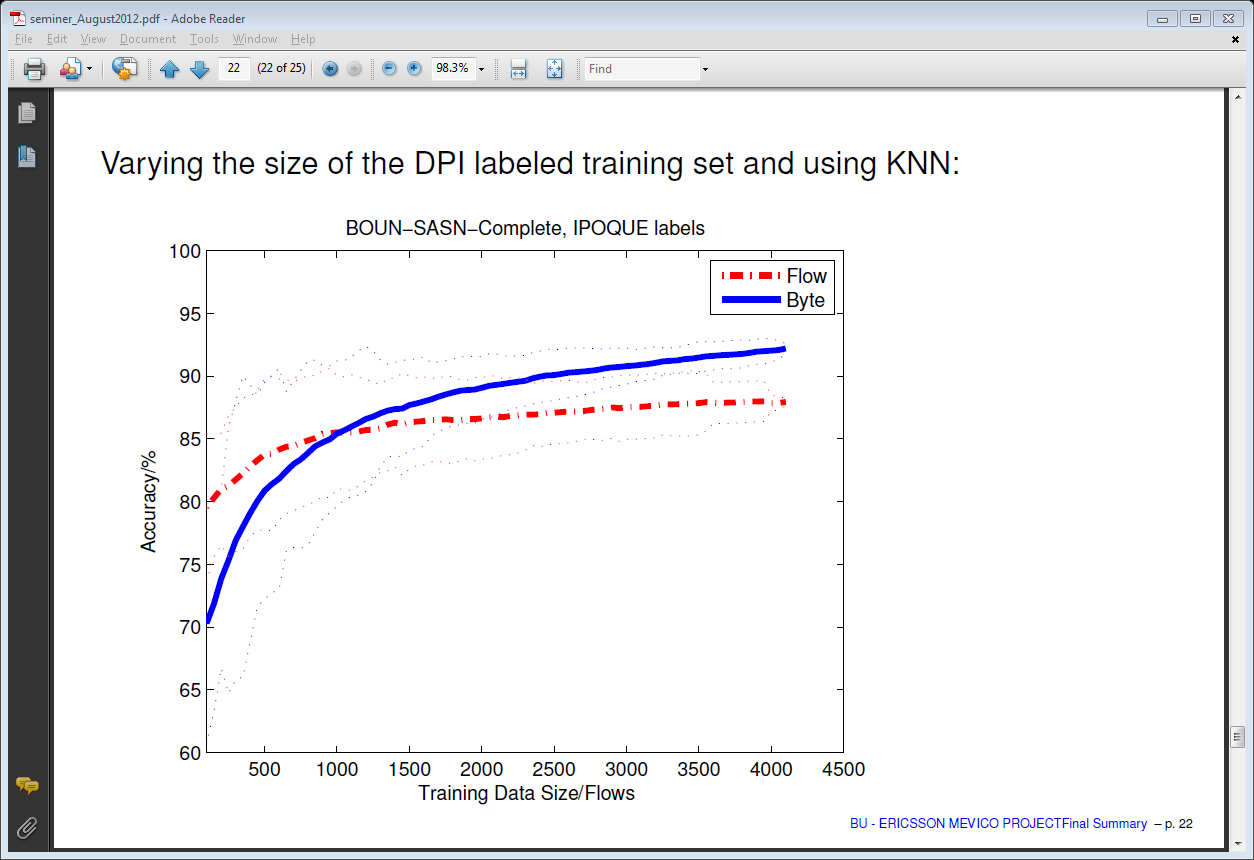 seminer_August2012.pdf - Adobe Reader
File Edit View Document Tools Window Help
22 (22 of 25) 98.3% Find
Varying the size of the DPI labeled training set and using KNN:
BOUN−SASN−Complete, IPOQUE labels
100
95
90
85
80
75
70
65
60
Accuracy/%
Flow
Byte
500 1000 1500 2000 2500 3000 3500 4000 4500
Training Data Size/Flows
BU - ERICSSON MEVICO PROJECTFinal Summary – p. 22